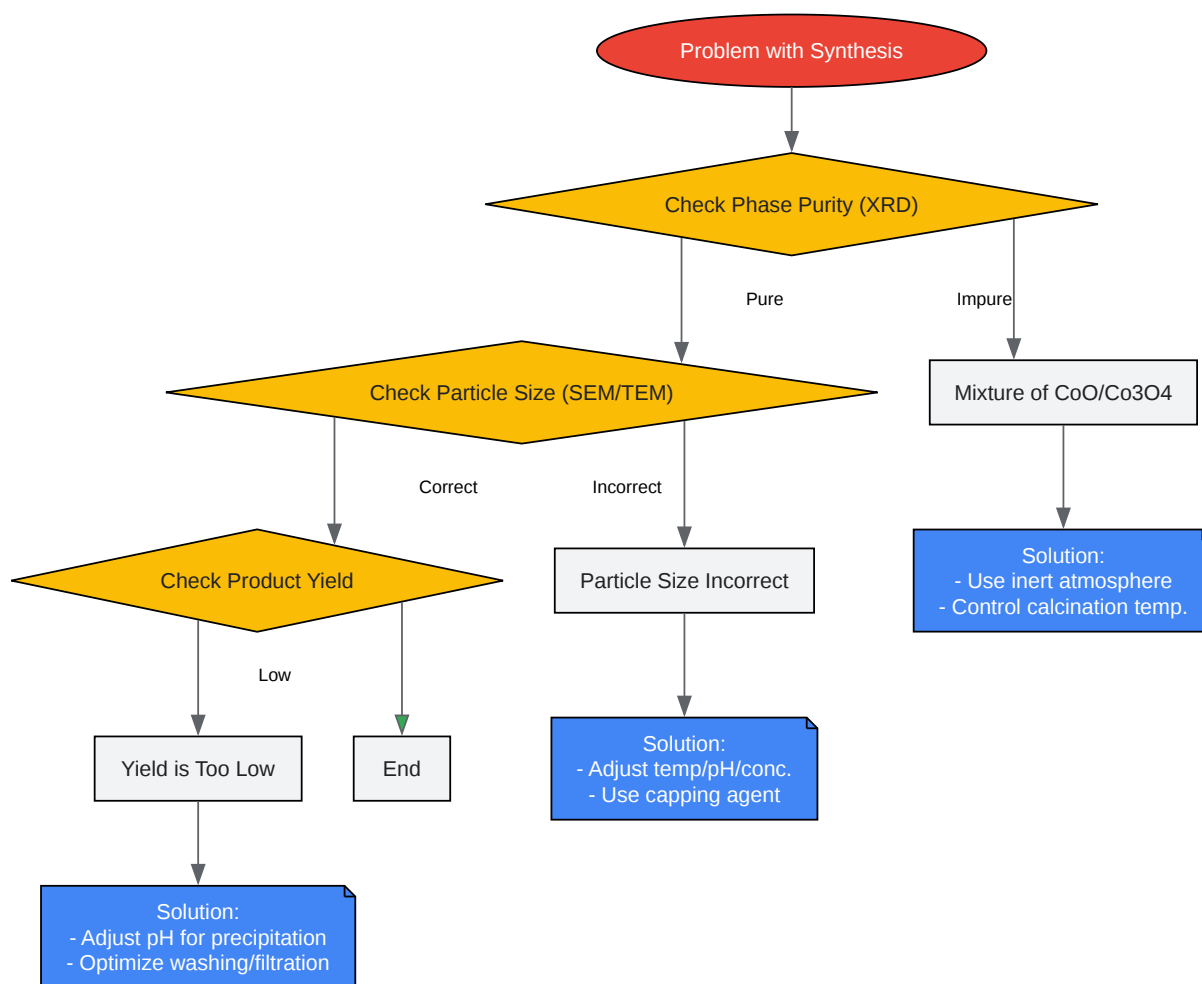 Problem with Synthesis
Check Phase Purity (XRD)
Pure
Impure
Check Particle Size (SEM/TEM)
Mixture of CoO/Co3O4
Correct
Incorrect
Solution:
- Use inert atmosphere
- Control calcination temp.
Check Product Yield
Particle Size Incorrect
Low
Yield is Too Low
End
Solution:
- Adjust temp/pH/conc.
- Use capping agent
Solution:
- Adjust pH for precipitation
- Optimize washing/filtration